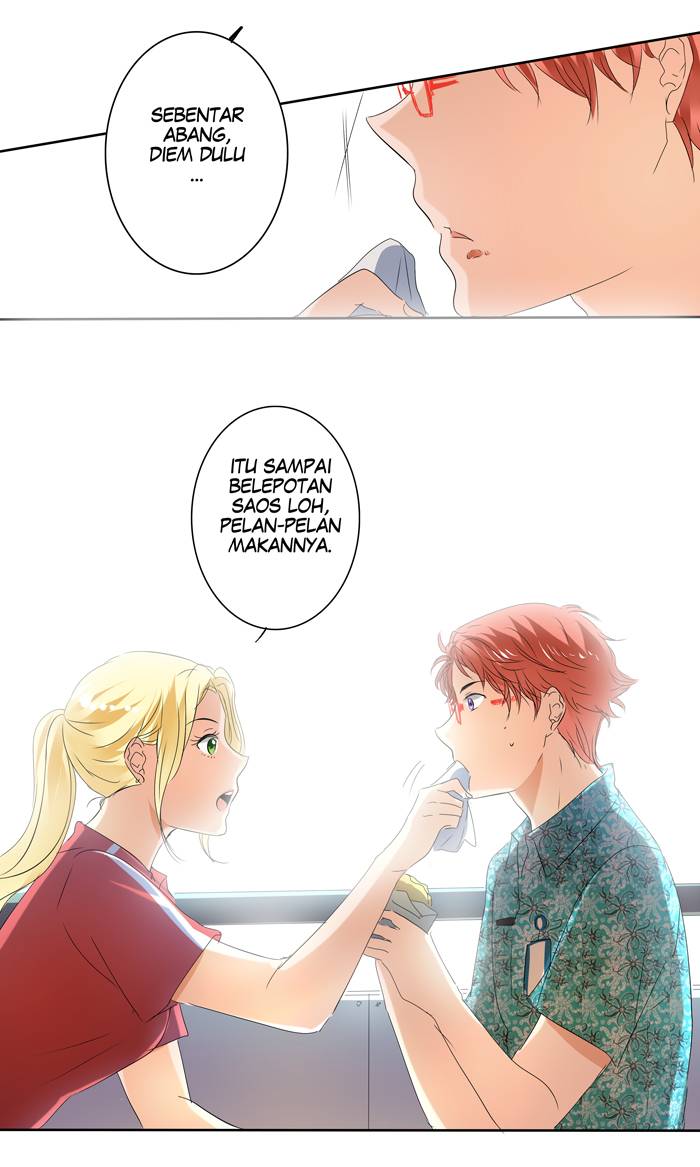 SEBENTAR
ABANG,
DIEM DULU
...
ITU SAMPAI
BELEPOTAN
SAOS LOH,
PELAN-PELAN
MAKANNYA.